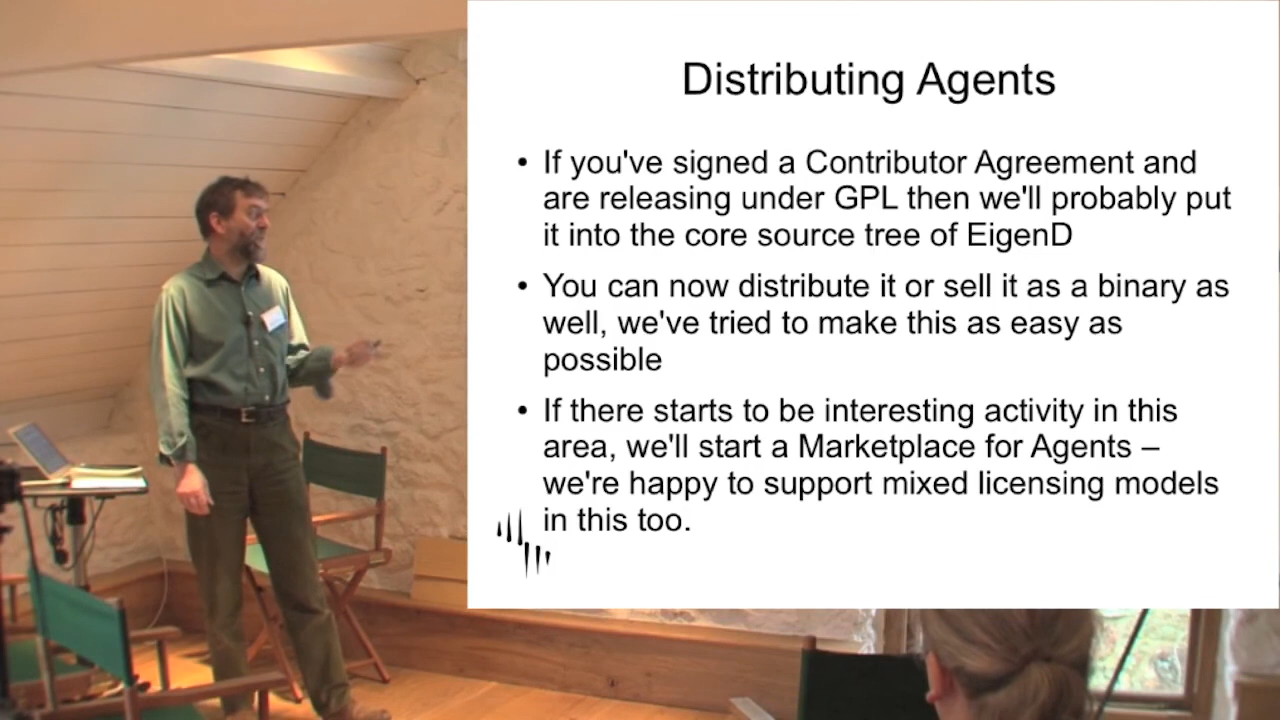 Distributing Agents
• If you've signed a Contributor Agreement and
are releasing under GPL then we'll probably put
it into the core source tree of EigenD
• You can now distribute it or sell it as a binary as
well, we've tried to make this as easy as
possible
• If there starts to be interesting activity in this
area, we'll start a Marketplace for Agents –
we're happy to support mixed licensing models
in this too.